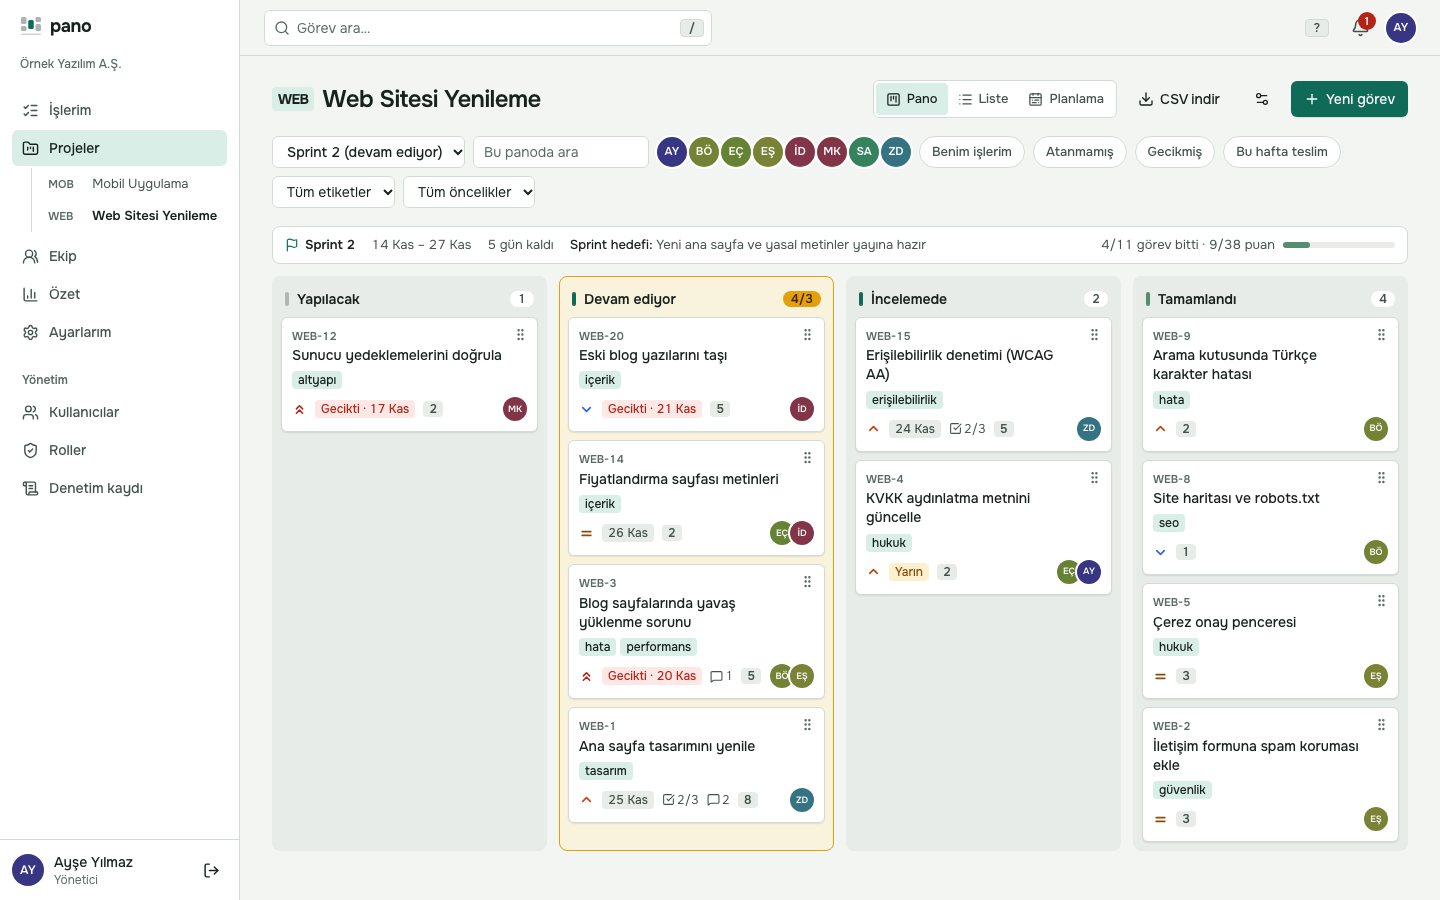 pano
Örnek Yazılım A.Ş.
İşlerim
Projeler
MOB Mobil Uygulama
WEB Web Sitesi Yenileme
Ekip
Özet
Ayarlarım
Yönetim
Kullanıcılar
Roller
Denetim kaydı
AY Ayşe Yılmaz
Yönetici
Görev ara... /
? 1 AY
WEB Web Sitesi Yenileme
Pano Liste Planlama CSV indir Yeni görev
Sprint 2 (devam ediyor) Bu panoda ara AY BÖ EÇ EŞ İD MK SA ZD Benim işlerim Atanmamış Gecikmiş Bu hafta teslim
Tüm etiketler Tüm öncelikler
Sprint 2 14 Kas – 27 Kas 5 gün kaldı Sprint hedefi: Yeni ana sayfa ve yasal metinler yayına hazır 4/11 görev bitti · 9/38 puan
Yapılacak 1
WEB-12
Sunucu yedeklemelerini doğrula
altyapı
Gecikti · 17 Kas 2 MK
Devam ediyor 4/3
WEB-20
Eski blog yazılarını taşı
içerik
Gecikti · 21 Kas 5 İD
WEB-14
Fiyatlandırma sayfası metinleri
içerik
26 Kas 2 EÇ İD
WEB-3
Blog sayfalarında yavaş
yüklenme sorunu
hata performans
Gecikti · 20 Kas 1 5 BÖ EŞ
WEB-1
Ana sayfa tasarımını yenile
tasarım
25 Kas 2/3 2 8 ZD
İncelemede 2
WEB-15
Erişilebilirlik denetimi (WCAG
AA)
erişilebilirlik
24 Kas 2/3 5 ZD
WEB-4
KVKK aydınlatma metnini
güncelle
hukuk
Yarın 2 EÇ AY
Tamamlandı 4
WEB-9
Arama kutusunda Türkçe
karakter hatası
hata
2 BÖ
WEB-8
Site haritası ve robots.txt
seo
1 BÖ
WEB-5
Çerez onay penceresi
hukuk
3 EŞ
WEB-2
İletişim formuna spam koruması
ekle
güvenlik
3 EŞ